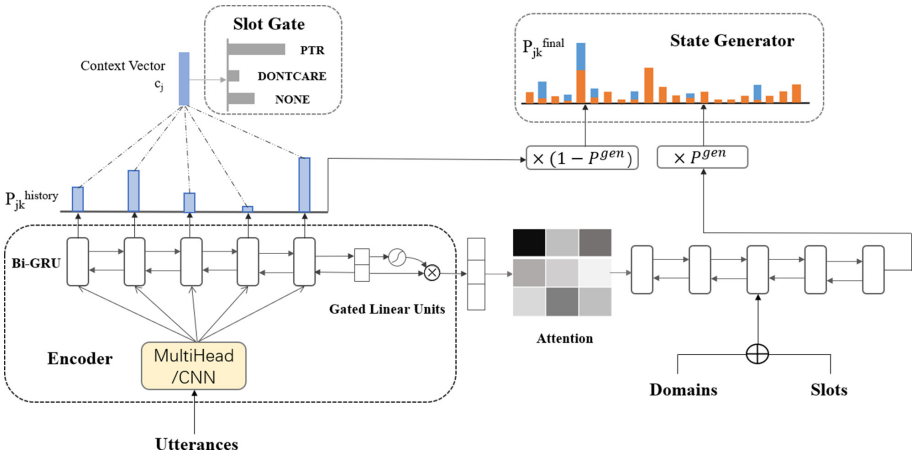 Slot Gate
PTR
DONTCARE
NONE
Context Vector
c_j
P_jk^final
State Generator
× (1 − P^gen)
× P^gen
P_jk^history
Bi-GRU
Gated Linear Units
Encoder
MultiHead
/CNN
Utterances
Attention
Domains
Slots